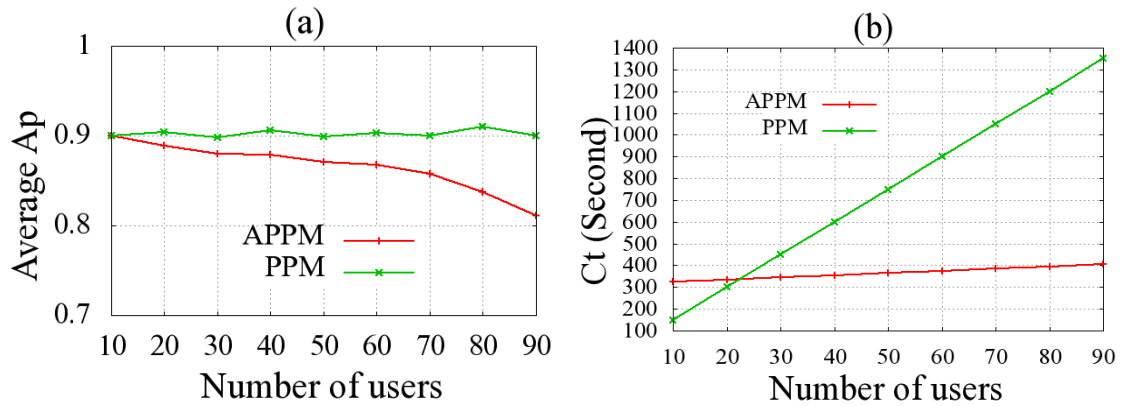 (a)
1
0.9
0.8
0.7
Average Ap
APPM
PPM
10 20 30 40 50 60 70 80 90
Number of users
(b)
1400
1300
1200
1100
1000
900
800
700
600
500
400
300
200
100
Ct (Second)
APPM
PPM
10 20 30 40 50 60 70 80 90
Number of users